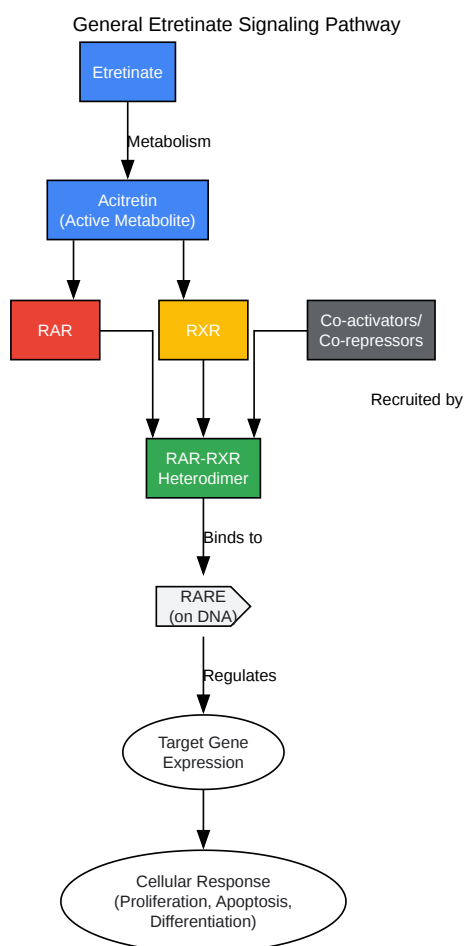 General Etretinate Signaling Pathway
Etretinate
Metabolism
Acitretin
(Active Metabolite)
RAR
RXR
Co-activators/
Co-repressors
Recruited by
RAR-RXR
Heterodimer
Binds to
RARE
(on DNA)
Regulates
Target Gene
Expression
Cellular Response
(Proliferation, Apoptosis,
Differentiation)